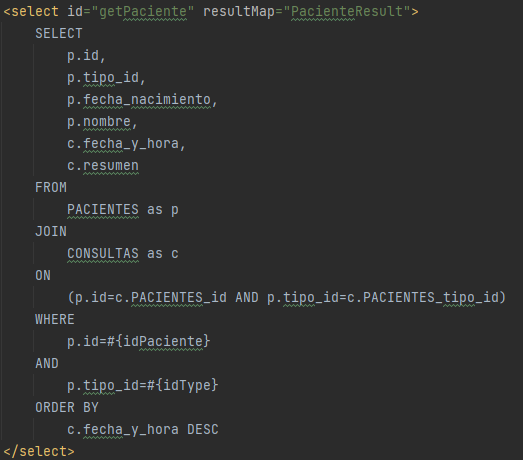 <select id="getPaciente" resultMap="PacienteResult">
SELECT
p.id,
p.tipo_id,
p.fecha_nacimiento,
p.nombre,
c.fecha_y_hora,
c.resumen
FROM
PACIENTES as p
JOIN
CONSULTAS as c
ON
(p.id=c.PACIENTES_id AND p.tipo_id=c.PACIENTES_tipo_id)
WHERE
p.id=#{idPaciente}
AND
p.tipo_id=#{idType}
ORDER BY
c.fecha_y_hora DESC
</select>